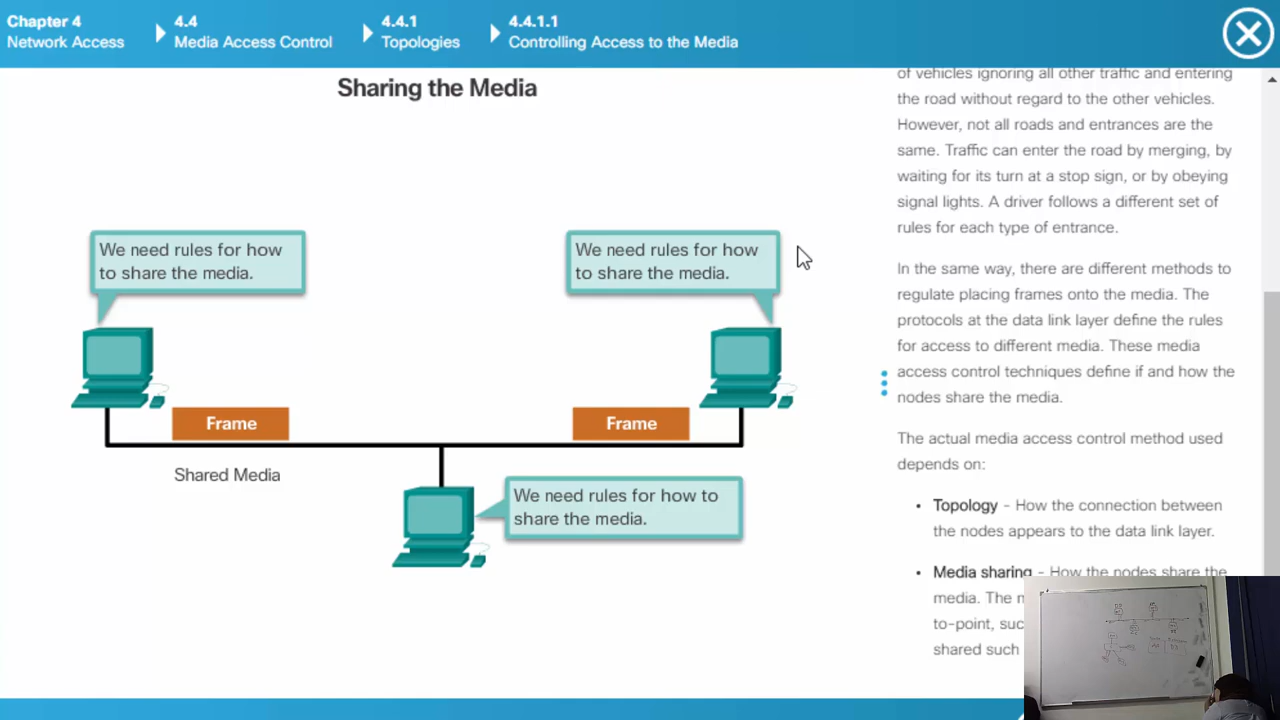 Chapter 4
Network Access
4.4
Media Access Control
4.4.1
Topologies
4.4.1.1
Controlling Access to the Media
Sharing the Media
We need rules for how
to share the media.
We need rules for how
to share the media.
Frame
Frame
Shared Media
We need rules for how to
share the media.
of vehicles ignoring all other traffic and entering
the road without regard to the other vehicles.
However, not all roads and entrances are the
same. Traffic can enter the road by merging, by
waiting for its turn at a stop sign, or by obeying
signal lights. A driver follows a different set of
rules for each type of entrance.
In the same way, there are different methods to
regulate placing frames onto the media. The
protocols at the data link layer define the rules
for access to different media. These media
access control techniques define if and how the
nodes share the media.
The actual media access control method used
depends on:
• Topology - How the connection between
the nodes appears to the data link layer.
• Media sharing - How the nodes share the
media. The
to-point,
shared such